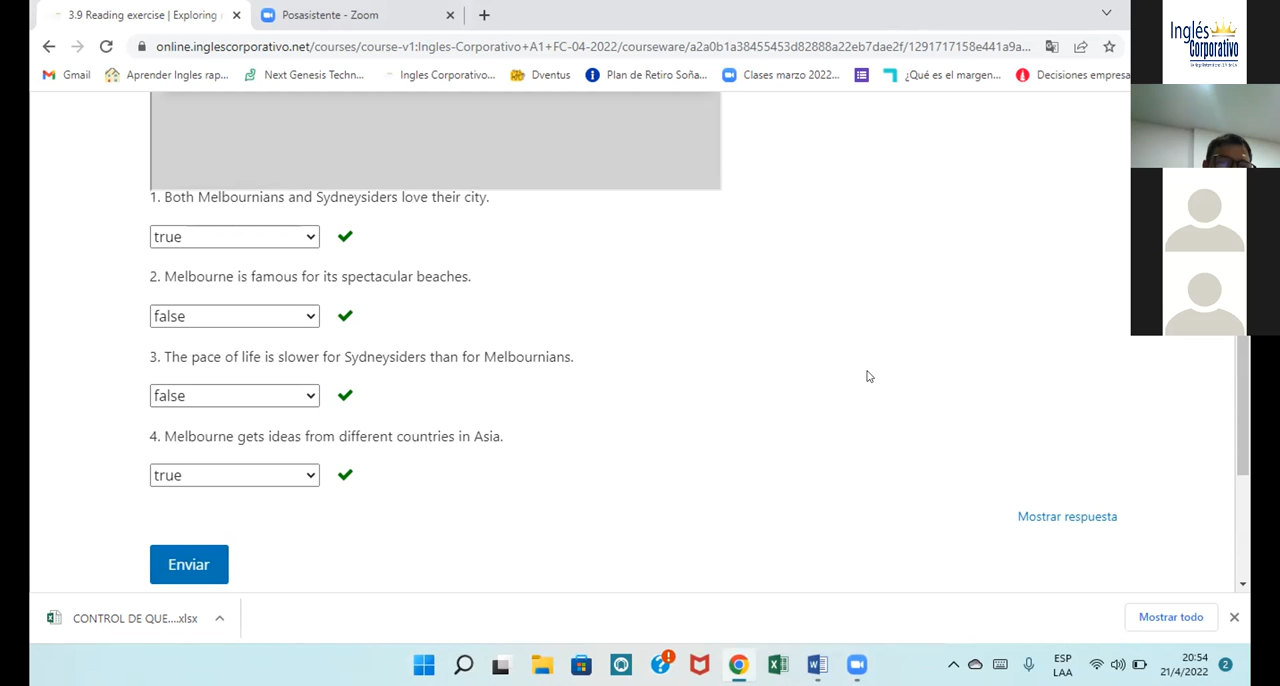 3.9 Reading exercise | Exploring
Posasistente - Zoom
online.inglescorporativo.net/courses/course-v1:Ingles-Corporativo+A1+FC-04-2022/courseware/a2a0b1a38455453d82888a22eb7dae2f/1291717158e441a9a...
Gmail
Aprender Ingles rap...
Next Genesis Techn...
Ingles Corporativo...
Dventus
Plan de Retiro Soña...
Clases marzo 2022...
¿Qué es el margen...
Decisiones empresa
Inglés
Corporativo
1. Both Melbournians and Sydneysiders love their city.
true
2. Melbourne is famous for its spectacular beaches.
false
3. The pace of life is slower for Sydneysiders than for Melbournians.
false
4. Melbourne gets ideas from different countries in Asia.
true
Mostrar respuesta
Enviar
CONTROL DE QUE....xlsx
Mostrar todo
ESP
LAA
20:54
21/4/2022
2